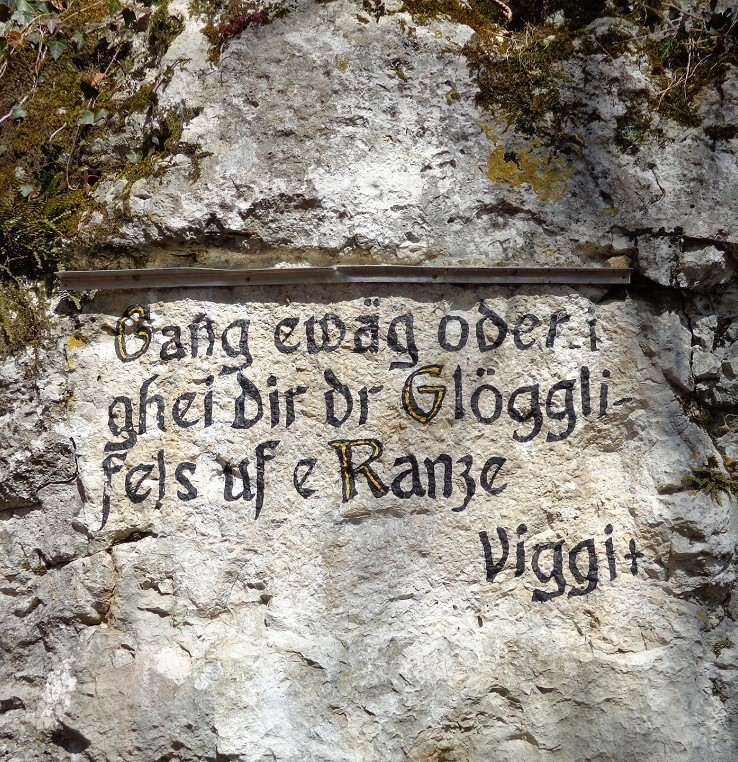 Gang ewäg oder i
ghei dir dr Glöggli-
fels uf e Ranze
Viggi+